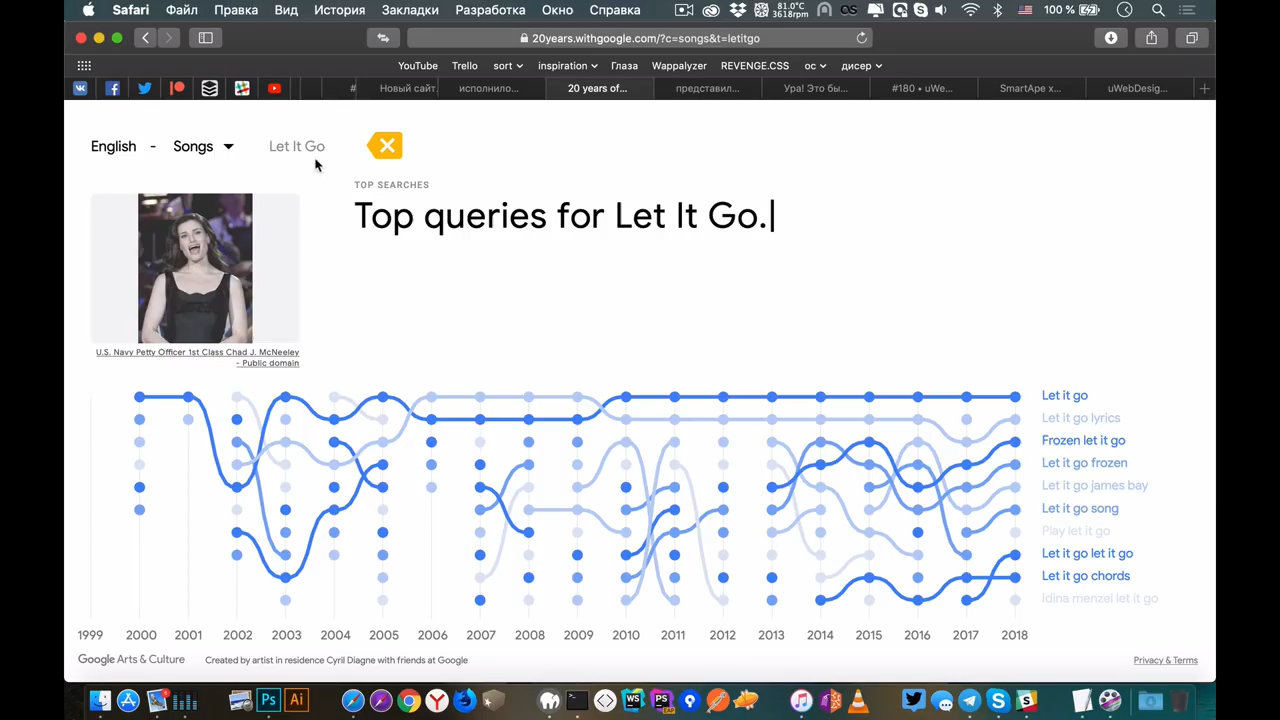 Safari Файл Правка Вид История Закладки Разработка Окно Справка 81.0°C 3618rpm 100 %
20years.withgoogle.com/?c=songs&t=letitgo
YouTube Trello sort inspiration Глаза Wappalyzer REVENGE.CSS ос дисер
# Новый сайт. исполнило... 20 years of... представил... Ура! Это бы... #180 • uWe... SmartApe х... uWebDesig...
English - Songs Let It Go
TOP SEARCHES
Top queries for Let It Go.
U.S. Navy Petty Officer 1st Class Chad J. McNeeley
- Public domain
Let it go
Let it go lyrics
Frozen let it go
Let it go frozen
Let it go james bay
Let it go song
Play let it go
Let it go let it go
Let it go chords
Idina menzel let it go
1999 2000 2001 2002 2003 2004 2005 2006 2007 2008 2009 2010 2011 2012 2013 2014 2015 2016 2017 2018
Google Arts & Culture Created by artist in residence Cyril Diagne with friends at Google Privacy & Terms
Ps Ai WS PS